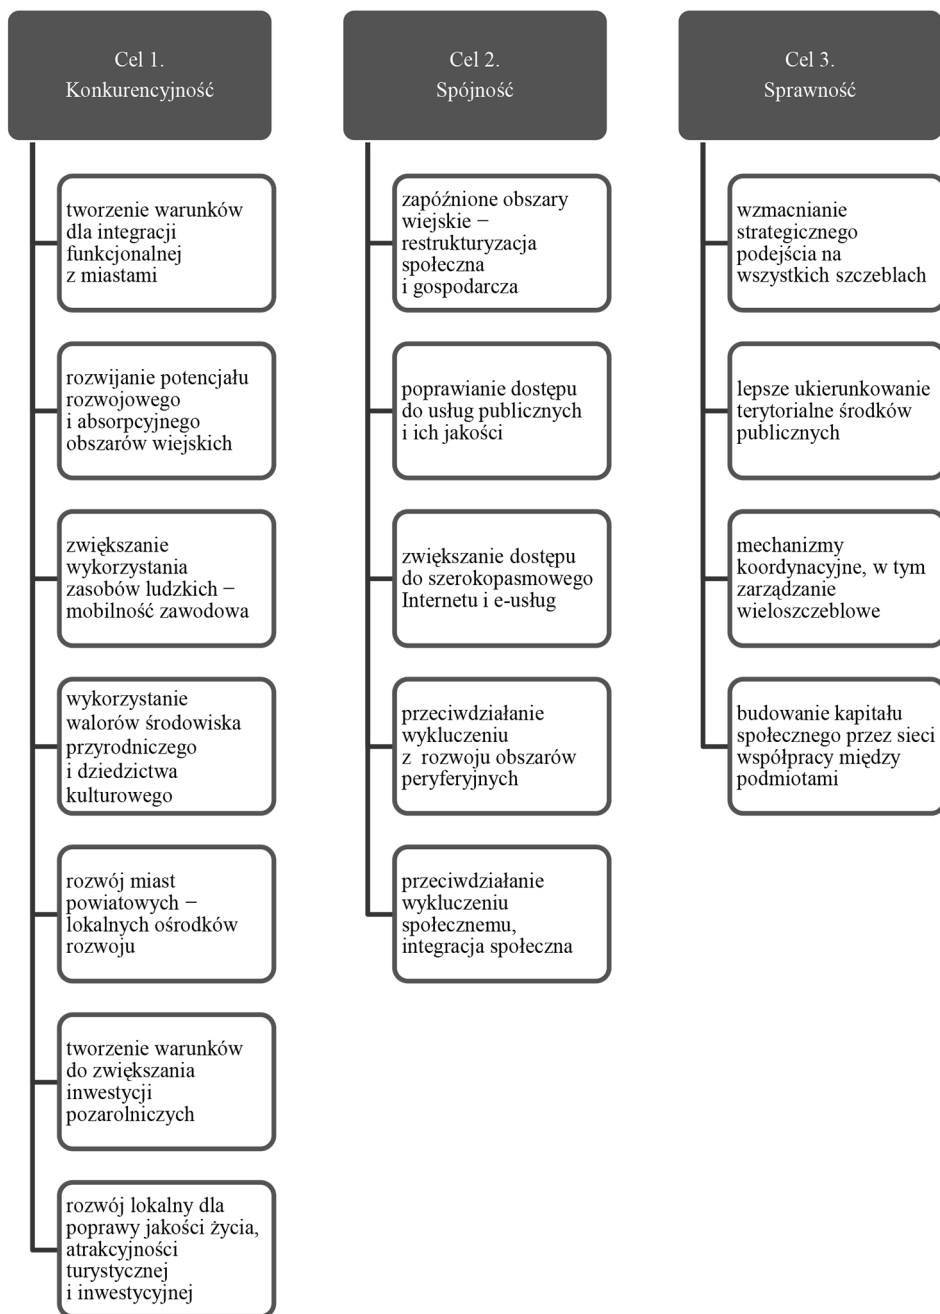 Cel 1.
Konkurencyjność
tworzenie warunków
dla integracji
funkcjonalnej
z miastami
rozwijanie potencjału
rozwojowego
i absorpcyjnego
obszarów wiejskich
zwiększanie
wykorzystania
zasobów ludzkich −
mobilność zawodowa
wykorzystanie
walorów środowiska
przyrodniczego
i dziedzictwa
kulturowego
rozwój miast
powiatowych −
lokalnych ośrodków
rozwoju
tworzenie warunków
do zwiększania
inwestycji
pozarolniczych
rozwój lokalny dla
poprawy jakości życia,
atrakcyjności
turystycznej
i inwestycyjnej
Cel 2.
Spójność
zapóźnione obszary
wiejskie −
restrukturyzacja
społeczna
i gospodarcza
poprawianie dostępu
do usług publicznych
i ich jakości
zwiększanie dostępu
do szerokopasmowego
Internetu i e-usług
przeciwdziałanie
wykluczeniu
z rozwoju obszarów
peryferyjnych
przeciwdziałanie
wykluczeniu
społecznemu,
integracja społeczna
Cel 3.
Sprawność
wzmacnianie
strategicznego
podejścia na
wszystkich szczeblach
lepsze ukierunkowanie
terytorialne środków
publicznych
mechanizmy
koordynacyjne, w tym
zarządzanie
wieloszczeblowe
budowanie kapitału
społecznego przez sieci
współpracy między
podmiotami